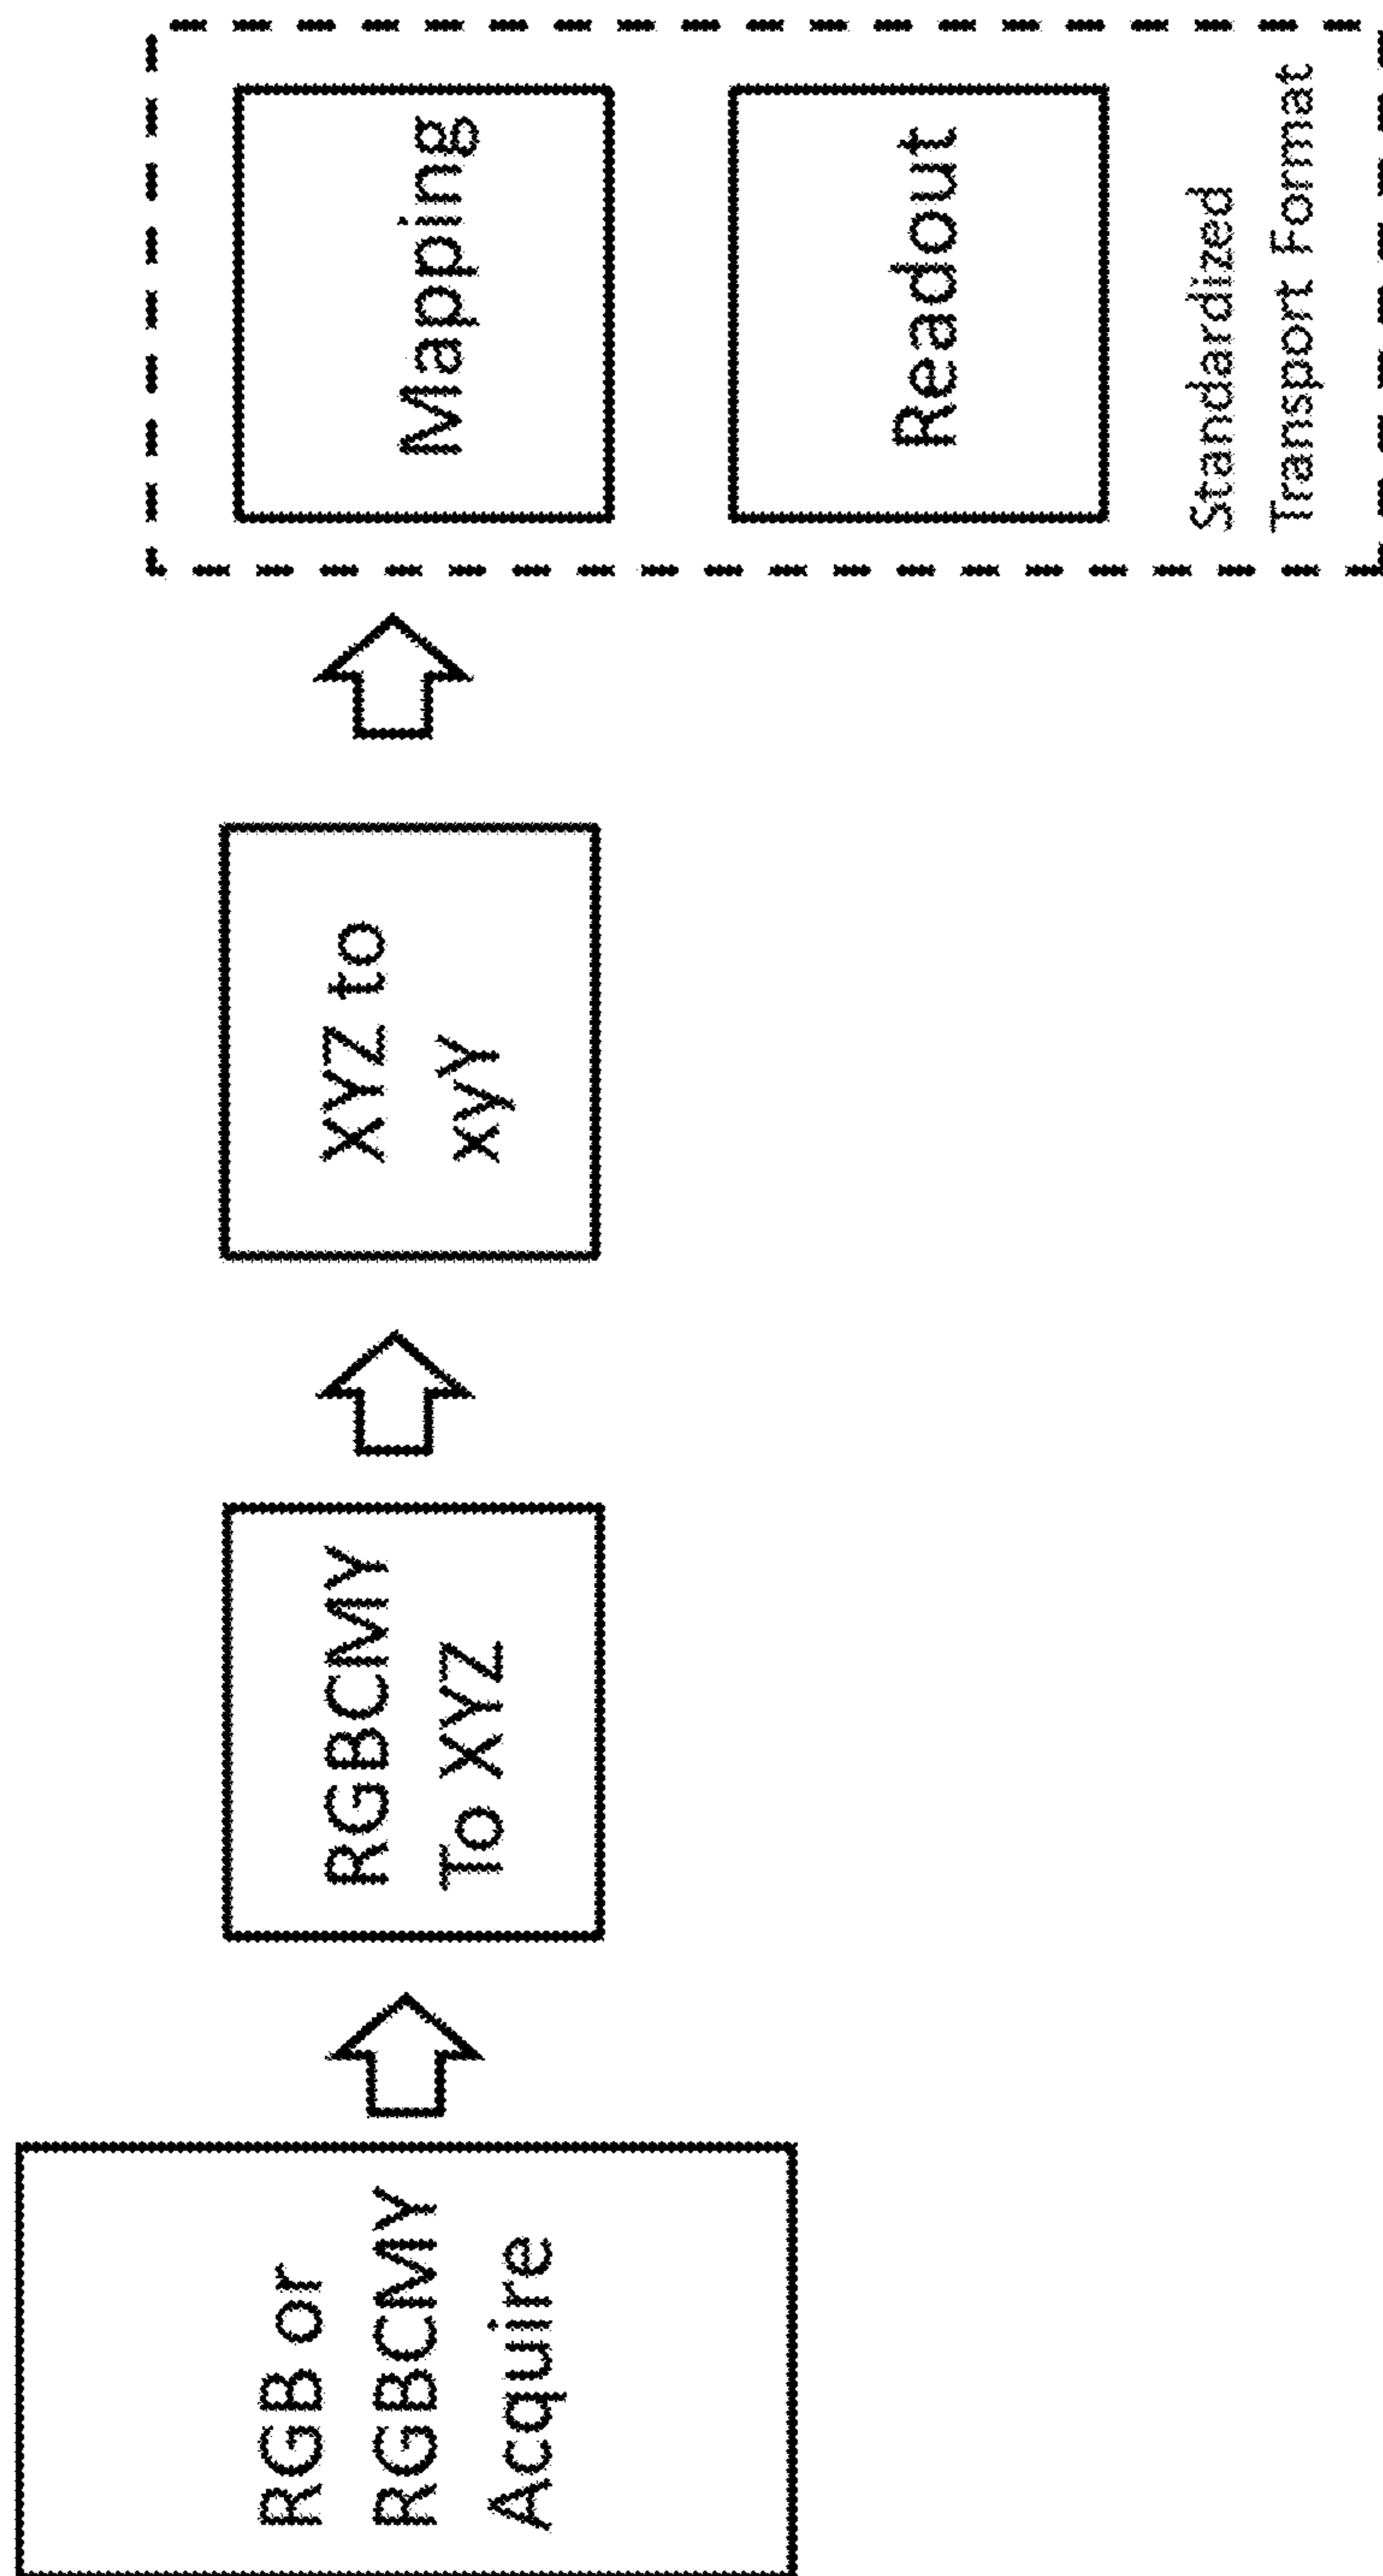 RGB or
RGBCMY
Acquire
RGBCMY
To XYZ
XYZ to
xyY
Mapping
Readout
Standardized
Transport Format